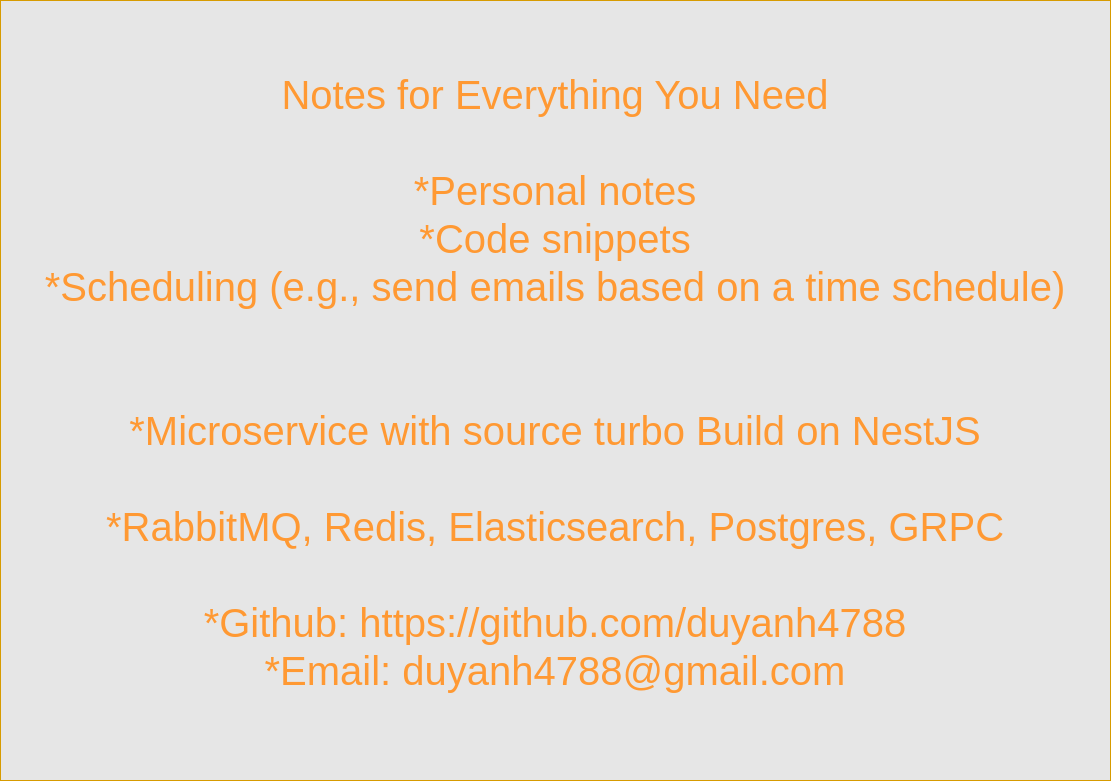 Notes for Everything You Need
*Personal notes
*Code snippets
*Scheduling (e.g., send emails based on a time schedule)
*Microservice with source turbo Build on NestJS
*RabbitMQ, Redis, Elasticsearch, Postgres, GRPC
*Github: https://github.com/duyanh4788
*Email: duyanh4788@gmail.com